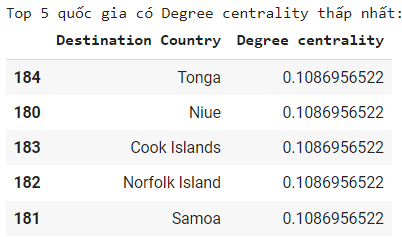 Top 5 quốc gia có Degree centrality thấp nhất:
Destination Country Degree centrality
184 Tonga 0.1086956522
180 Niue 0.1086956522
183 Cook Islands 0.1086956522
182 Norfolk Island 0.1086956522
181 Samoa 0.1086956522